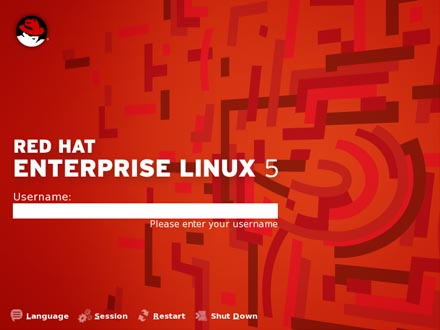 RED HAT
ENTERPRISE LINUX 5
Username:
Please enter your username
Language Session Restart Shut Down